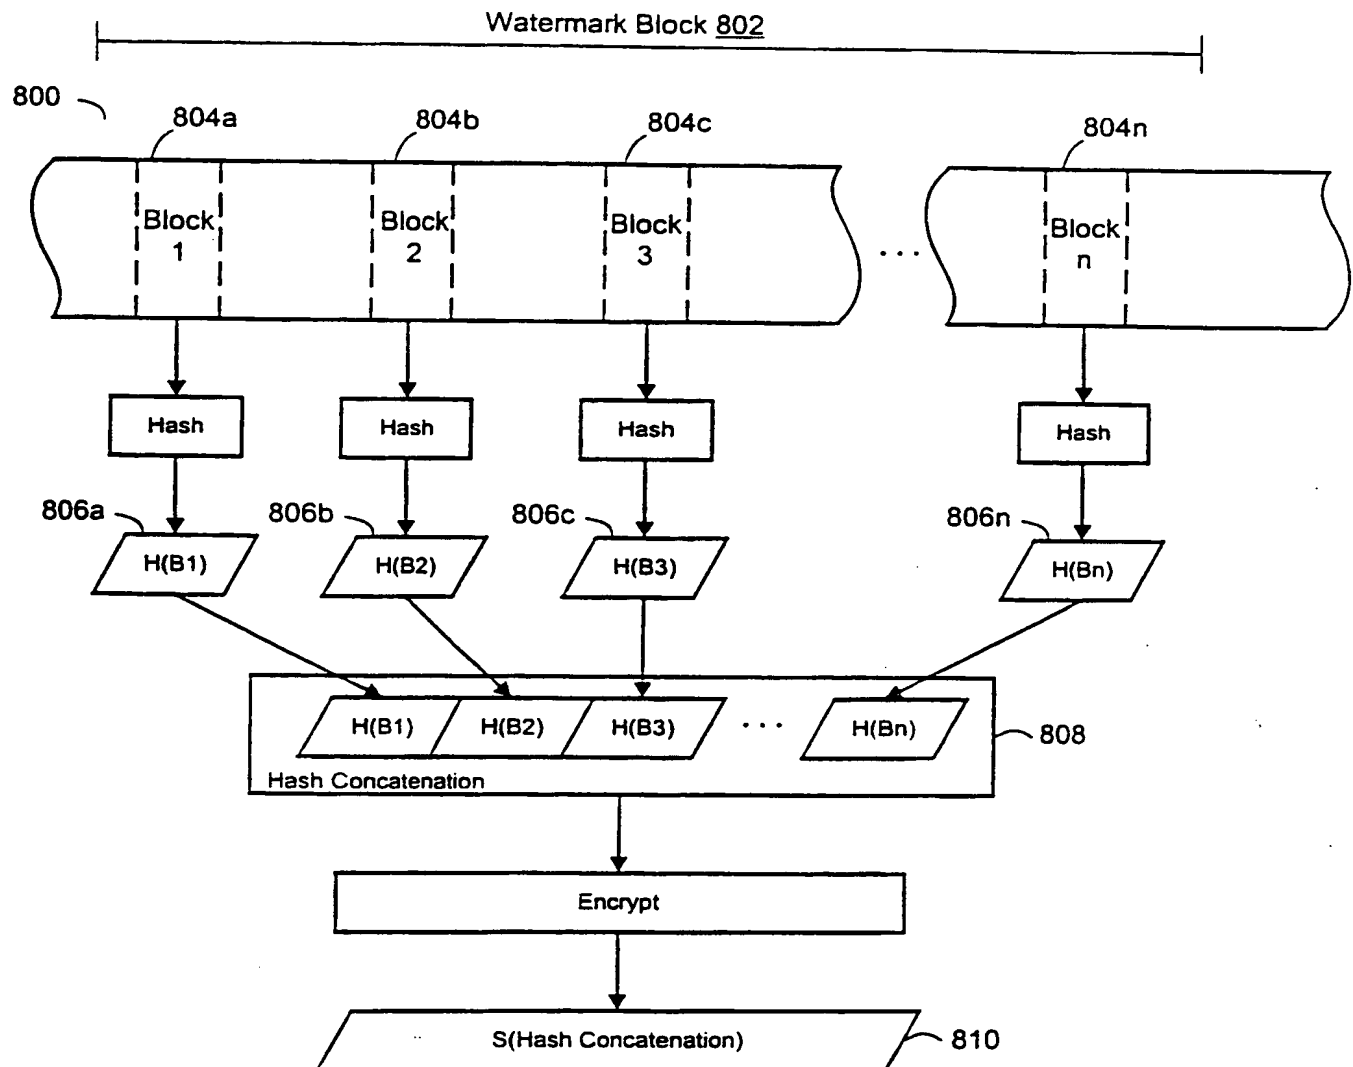 Watermark Block 802
800
804a
804b
804c
804n
Block
1
Block
2
Block
3
. . .
Block
n
Hash
Hash
Hash
Hash
806a
806b
806c
806n
H(B1)
H(B2)
H(B3)
H(Bn)
H(B1)
H(B2)
H(B3)
. . .
H(Bn)
808
Hash Concatenation
Encrypt
S(Hash Concatenation)
810